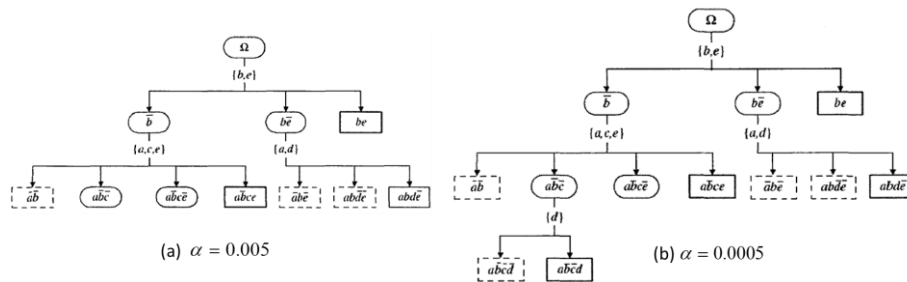 Ω
{b,e}
b̄
bē
be
{a,c,e}
{a,d}
āb̄
ab̄c̄
ab̄cē
ab̄ce
ābē
abd̄ē
abdē
(a) α = 0.005
Ω
{b,e}
b̄
bē
be
{a,c,e}
{a,d}
āb̄
ab̄c̄
ab̄cē
ab̄ce
ābē
abd̄ē
abdē
{d}
ab̄c̄d̄
ab̄c̄d
(b) α = 0.0005